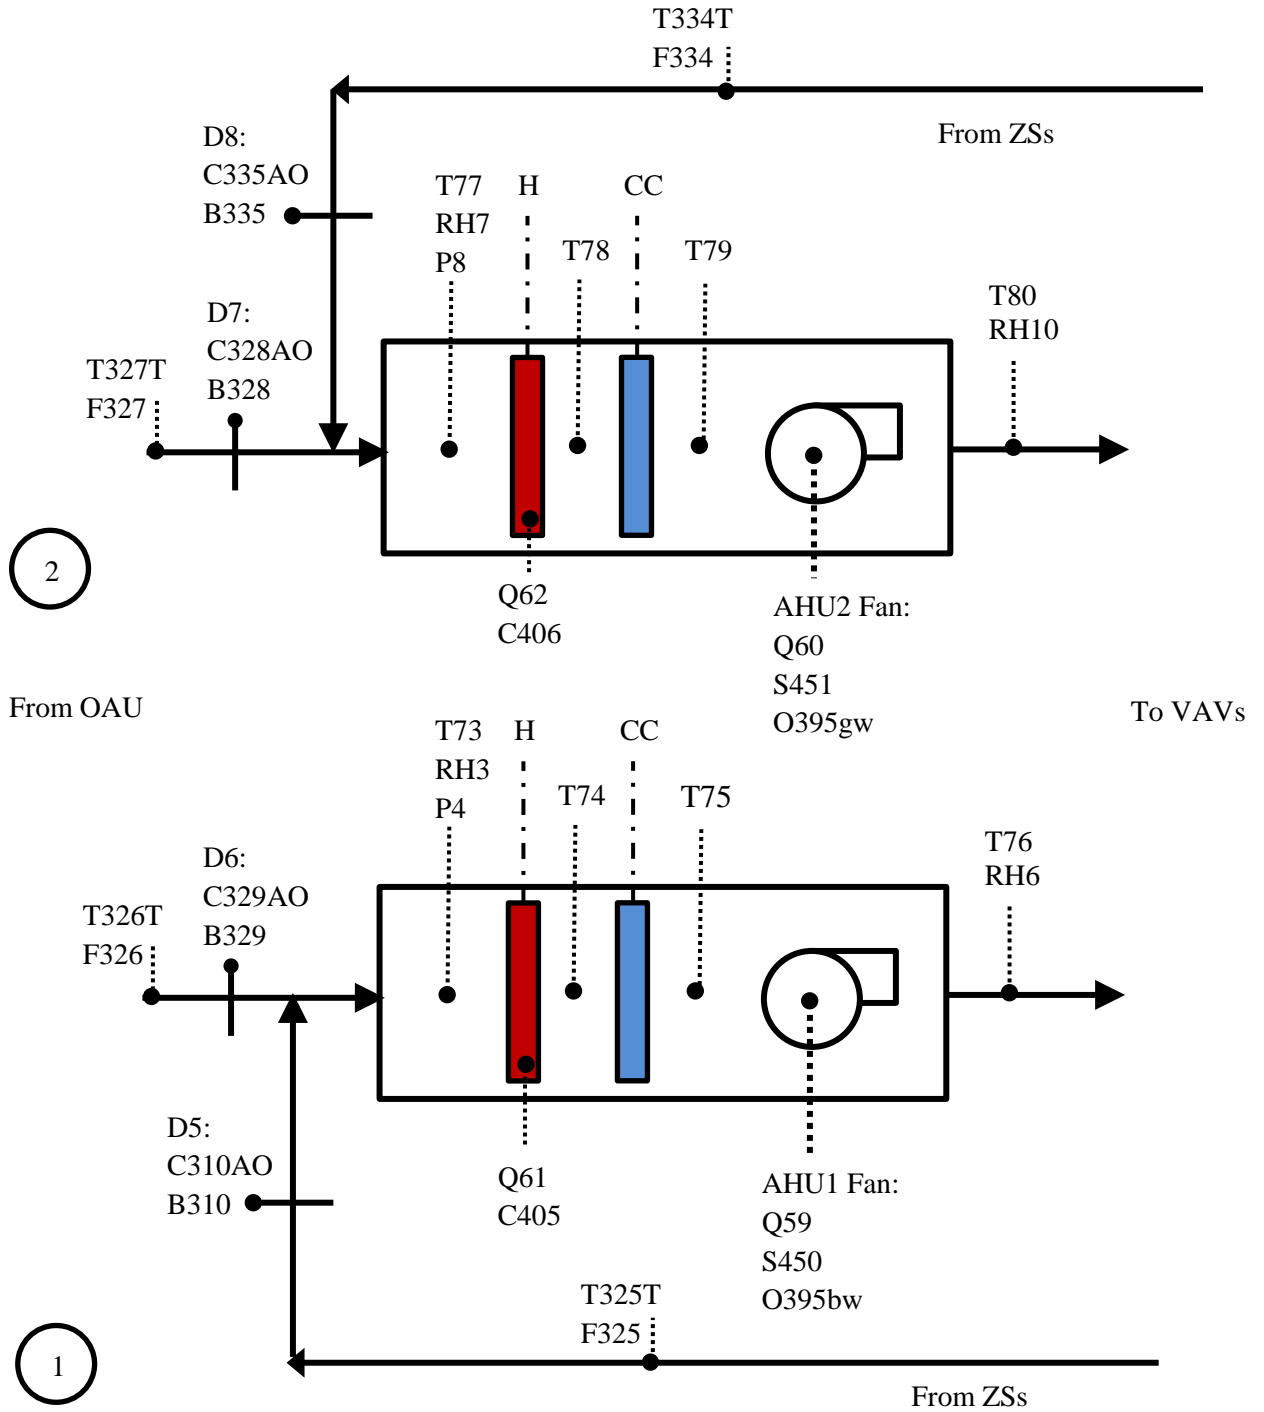 T334T
F334
From ZSs
D8:
C335AO
B335
T77
RH7
P8
H
CC
T78
T79
T80
RH10
D7:
C328AO
B328
T327T
F327
2
Q62
C406
AHU2 Fan:
Q60
S451
O395gw
From OAU
To VAVs
T73
RH3
P4
H
CC
T74
T75
T76
RH6
D6:
C329AO
B329
T326T
F326
D5:
C310AO
B310
Q61
C405
AHU1 Fan:
Q59
S450
O395bw
T325T
F325
1
From ZSs